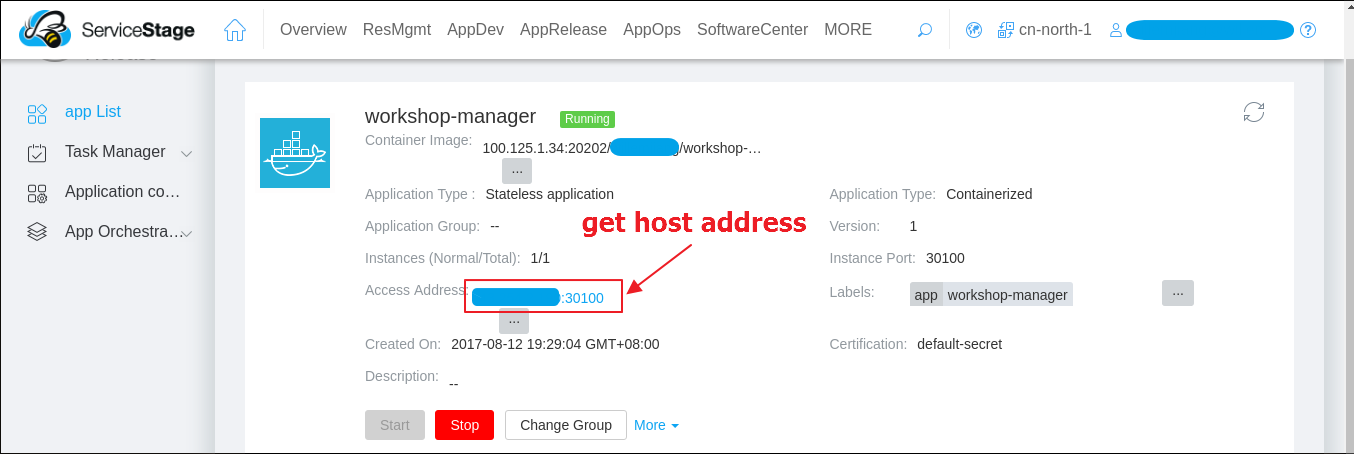 ServiceStage Overview ResMgmt AppDev AppRelease AppOps SoftwareCenter MORE cn-north-1
app List
Task Manager
Application co...
App Orchestra...
workshop-manager Running
Container Image: 100.125.1.34:20202/ /workshop-...
...
Application Type : Stateless application Application Type: Containerized
Application Group: -- Version: 1
get host address
Instances (Normal/Total): 1/1 Instance Port: 30100
Access Address: :30100 Labels: app workshop-manager ...
...
Created On: 2017-08-12 19:29:04 GMT+08:00 Certification: default-secret
Description: --
Start Stop Change Group More